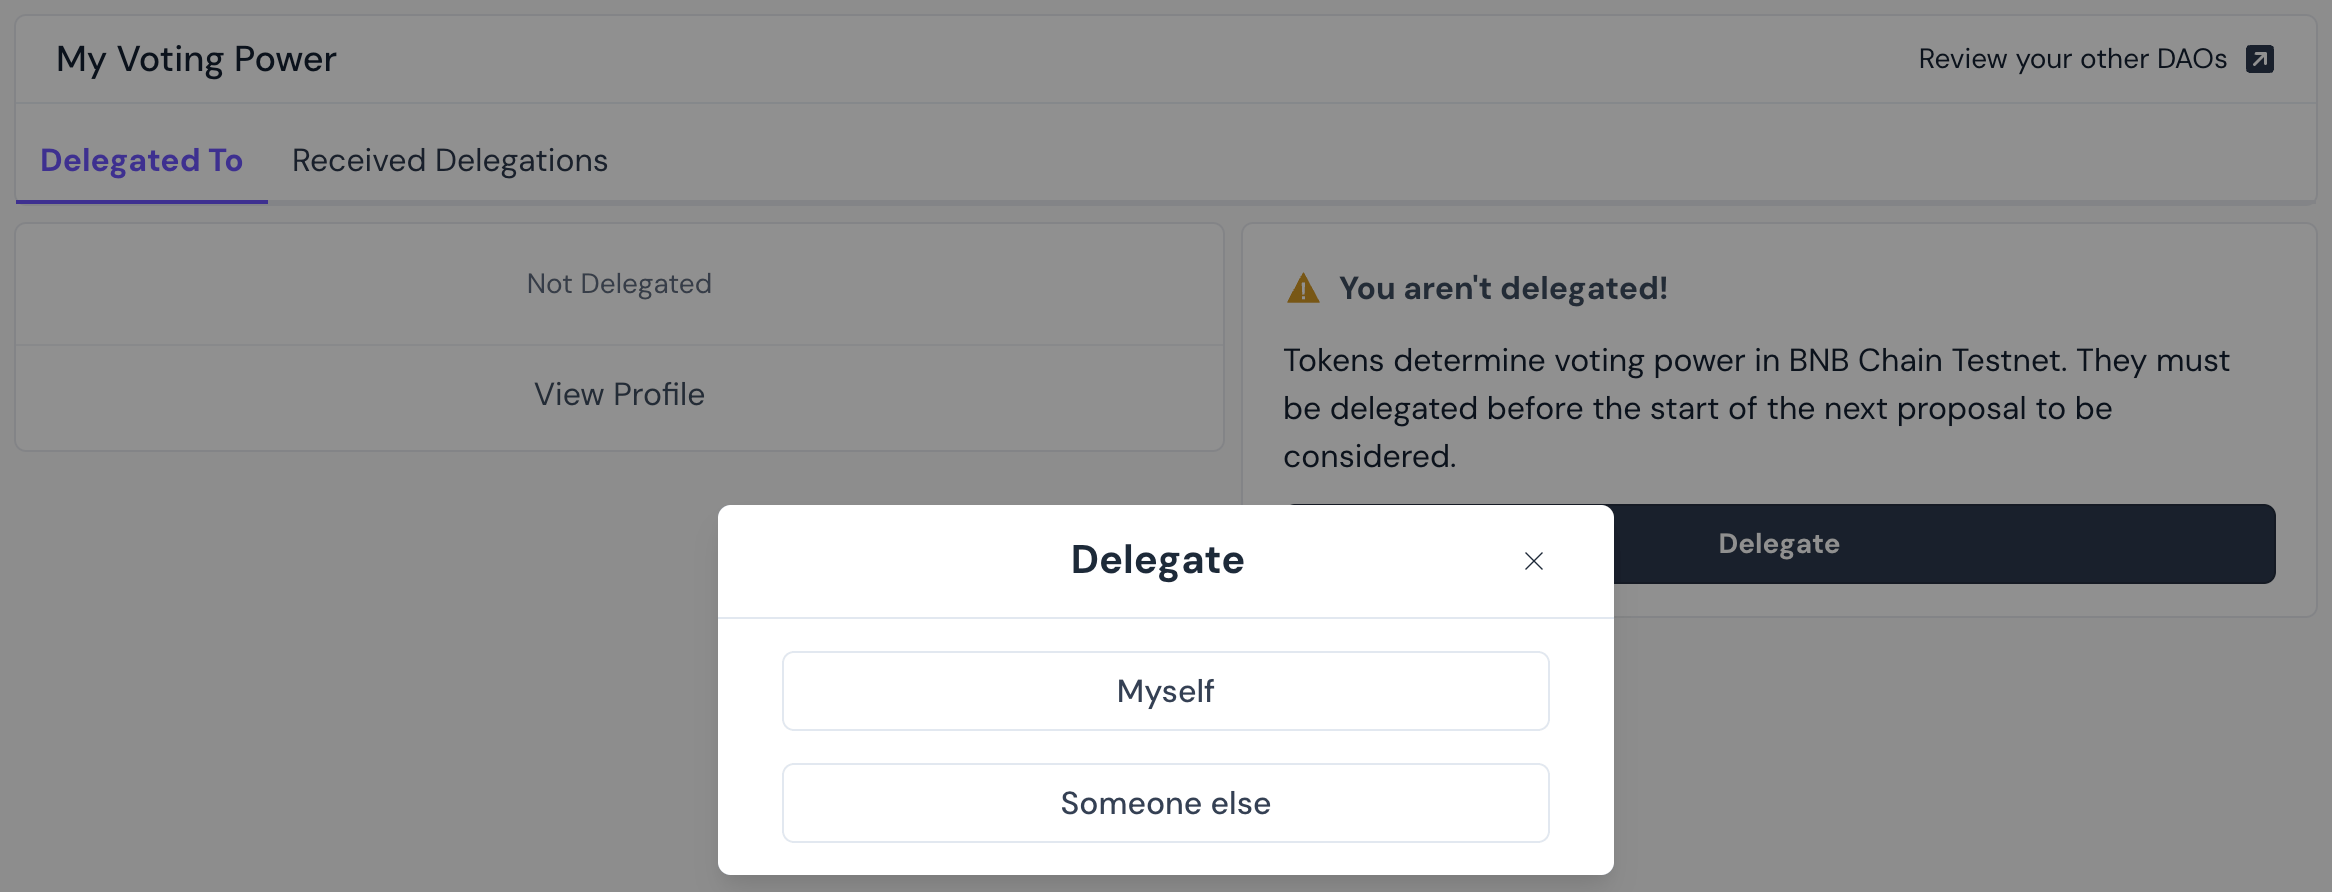 My Voting Power
Review your other DAOs
Delegated To
Received Delegations
Not Delegated
View Profile
You aren't delegated!
Tokens determine voting power in BNB Chain Testnet. They must
be delegated before the start of the next proposal to be
considered.
Delegate
Delegate
Myself
Someone else